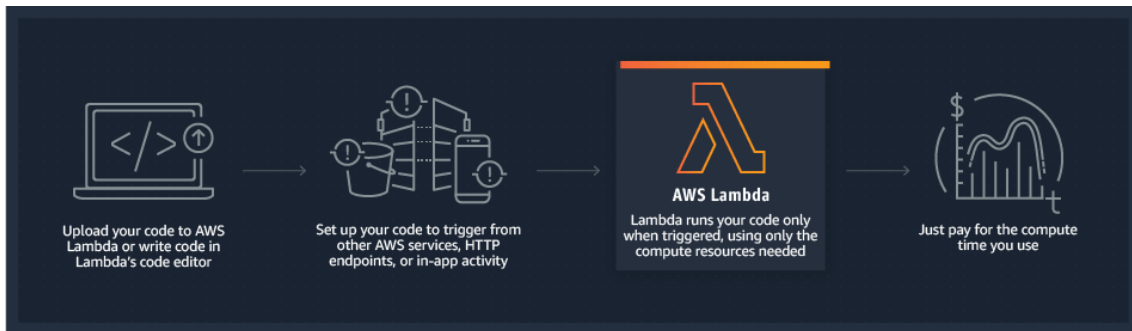 Upload your code to AWS
Lambda or write code in
Lambda's code editor
Set up your code to trigger from
other AWS services, HTTP
endpoints, or in-app activity
AWS Lambda
Lambda runs your code only
when triggered, using only the
compute resources needed
$
t
Just pay for the compute
time you use